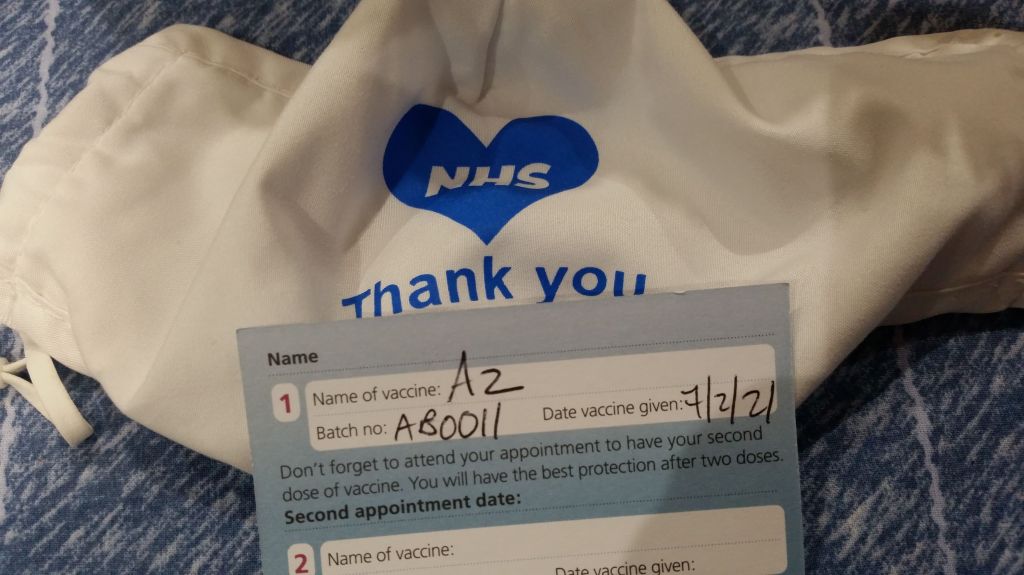 NHS
Thank you
Name
1 Name of vaccine: AZ
Batch no: AB0011 Date vaccine given: 7/2/21
Don't forget to attend your appointment to have your second
dose of vaccine. You will have the best protection after two doses.
Second appointment date:
2 Name of vaccine:
Date vaccine given: